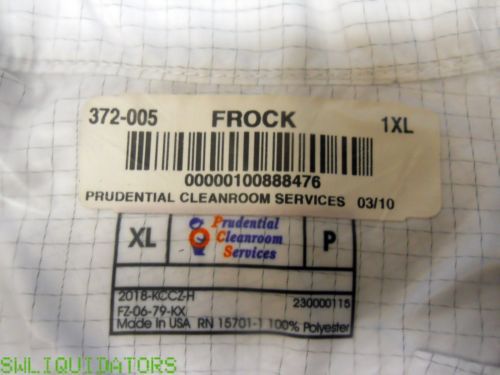 372-005 FROCK 1XL
00000100888476
PRUDENTIAL CLEANROOM SERVICES 03/10
XL Prudential Cleanroom Services P
2018-KCCZ-H 230000115
FZ-06-79-KX
Made In USA RN 15701-1 100% Polyester
SWLIQUIDATORS